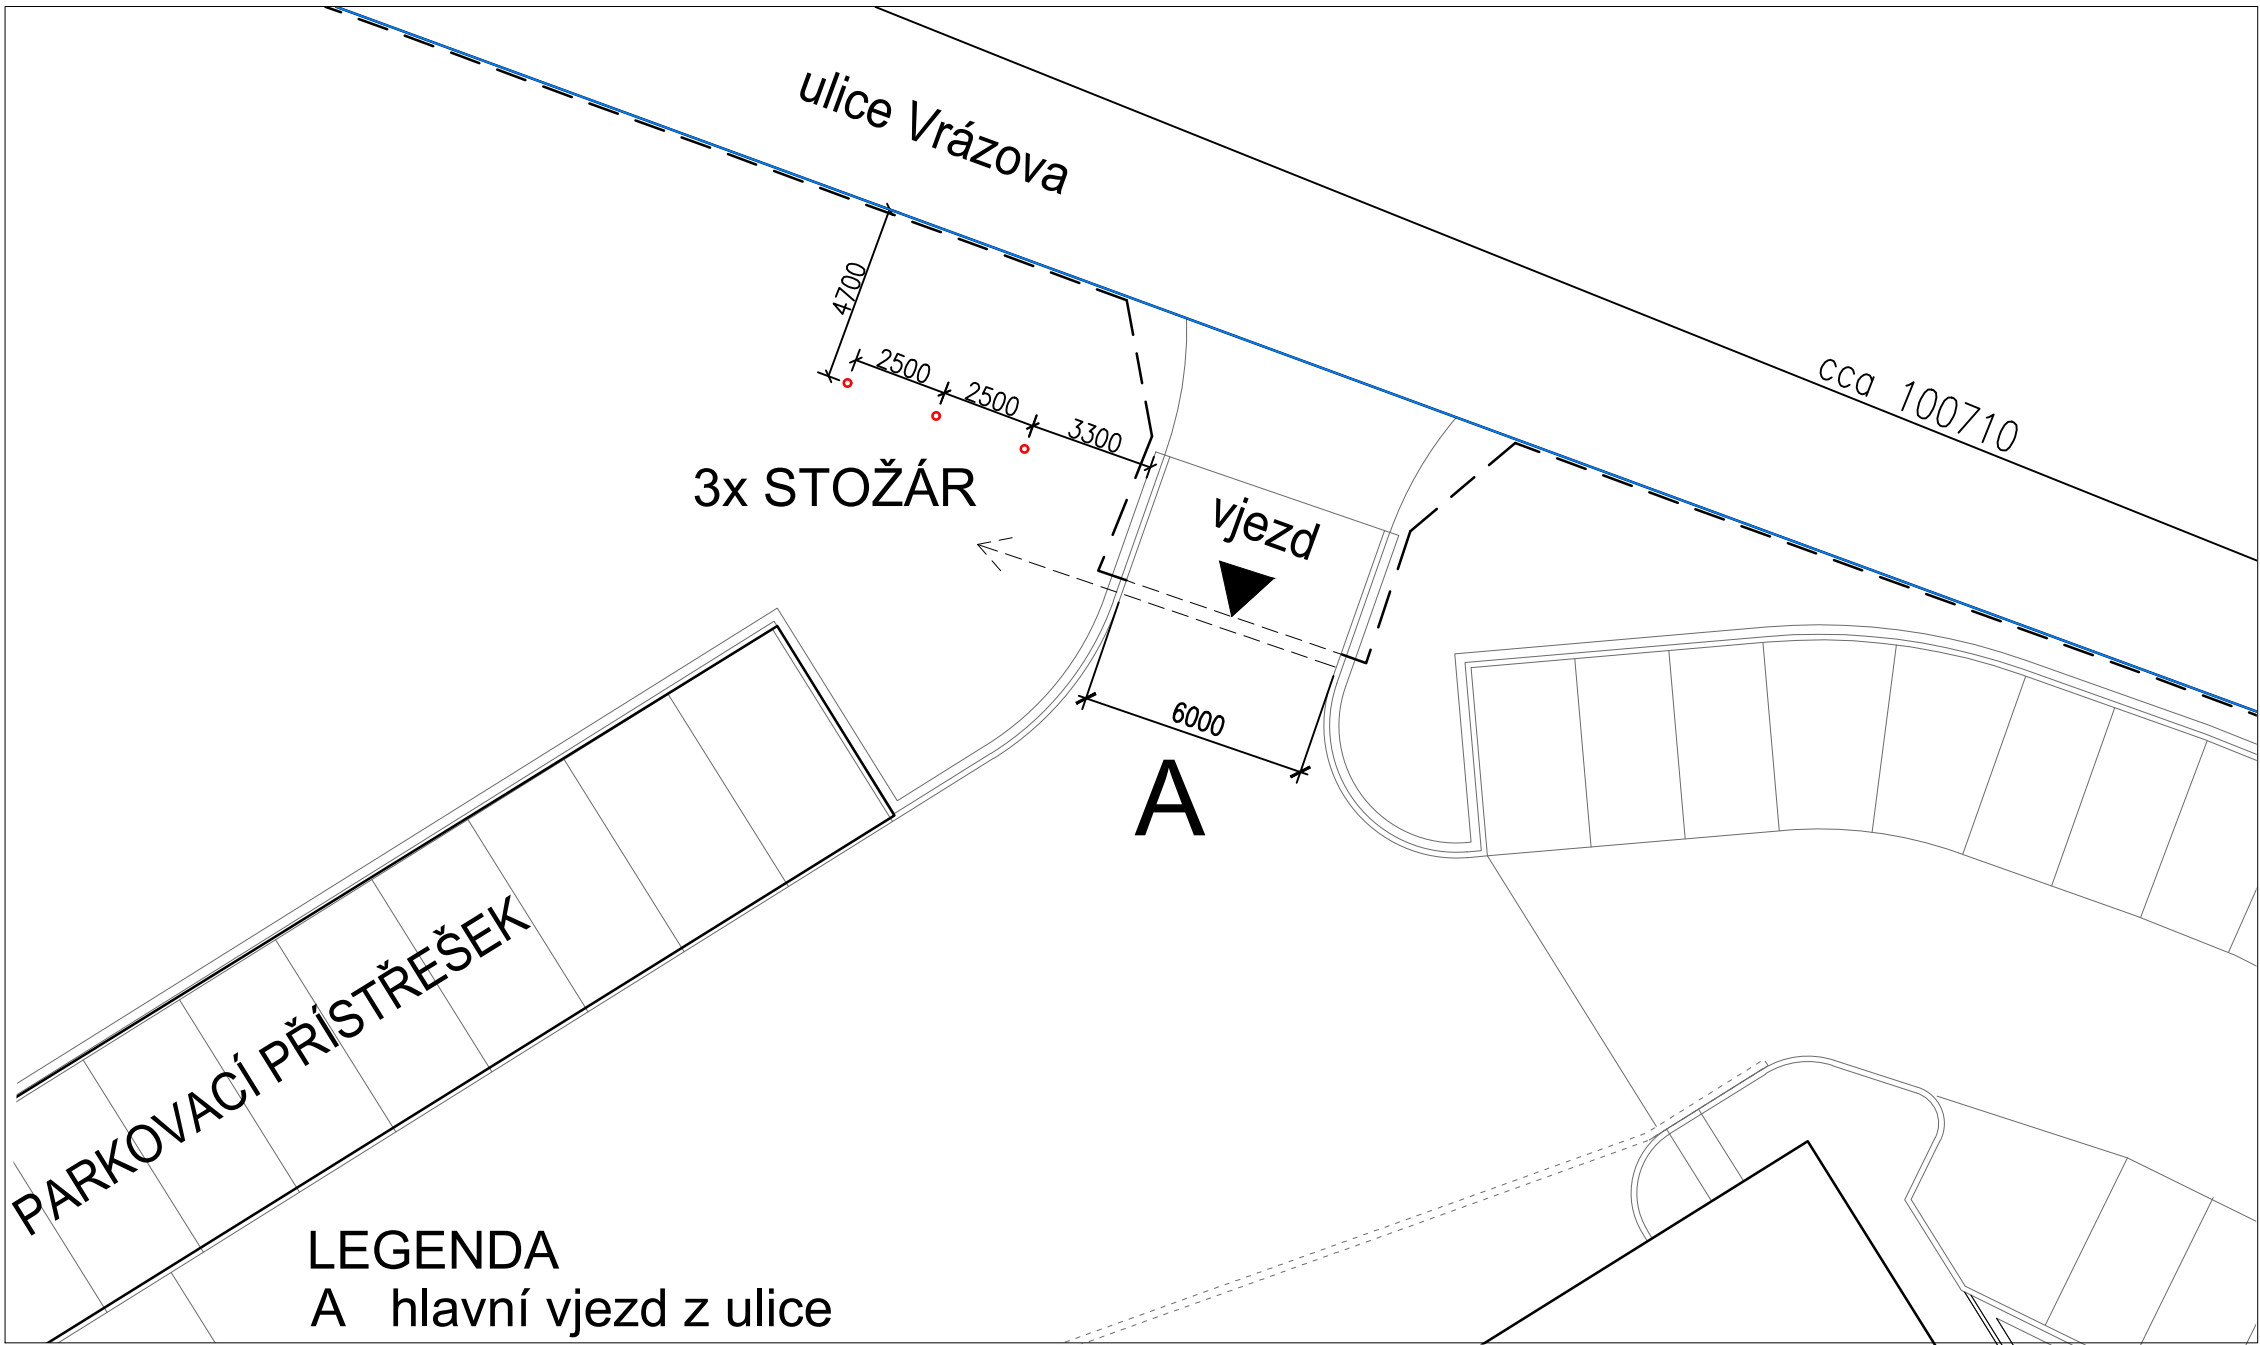 ulice Vrázova
4700
2500
2500
3300
cca 100710
3x STOŽÁR
vjezd
6000
A
PARKOVACÍ PŘÍSTŘEŠEK
LEGENDA
A hlavní vjezd z ulice